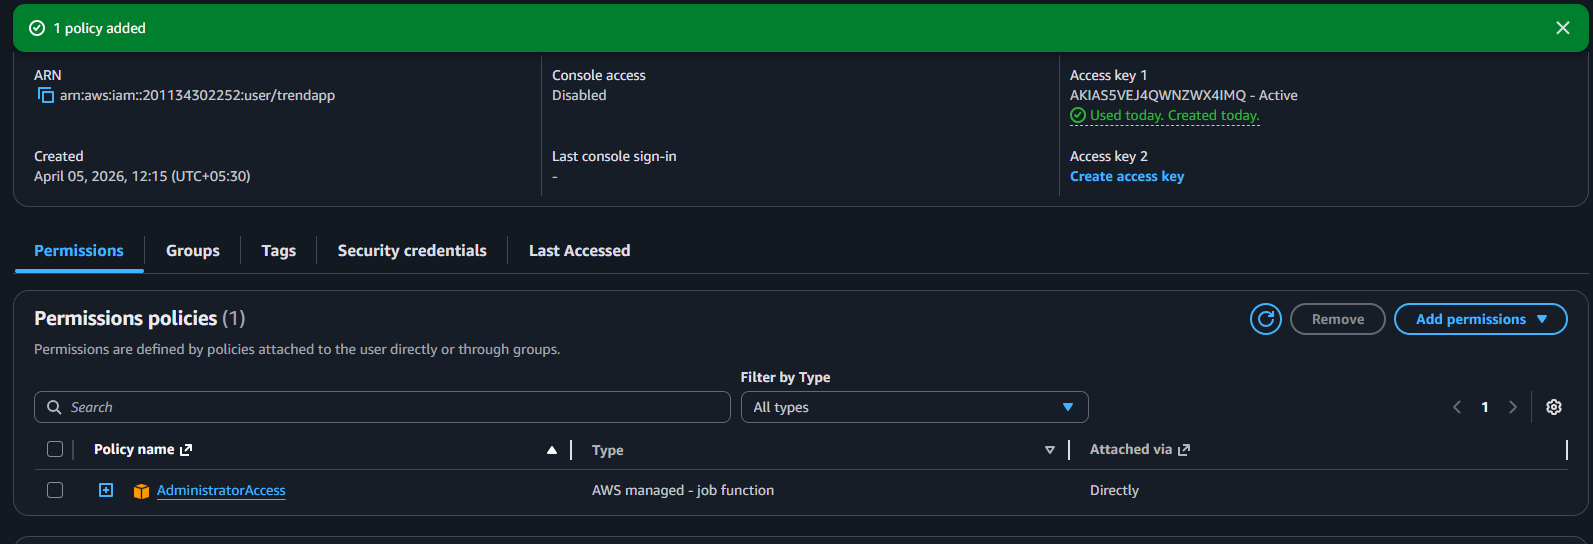 1 policy added
ARN
arn:aws:iam::201134302252:user/trendapp
Console access
Disabled
Access key 1
AKIAS5VEJ4QWNZWX4IMQ - Active
Used today. Created today.
Created
April 05, 2026, 12:15 (UTC+05:30)
Last console sign-in
-
Access key 2
Create access key
Permissions
Groups
Tags
Security credentials
Last Accessed
Permissions policies (1)
Remove
Add permissions
Permissions are defined by policies attached to the user directly or through groups.
Filter by Type
Search
All types
1
Policy name
Type
Attached via
AdministratorAccess
AWS managed - job function
Directly